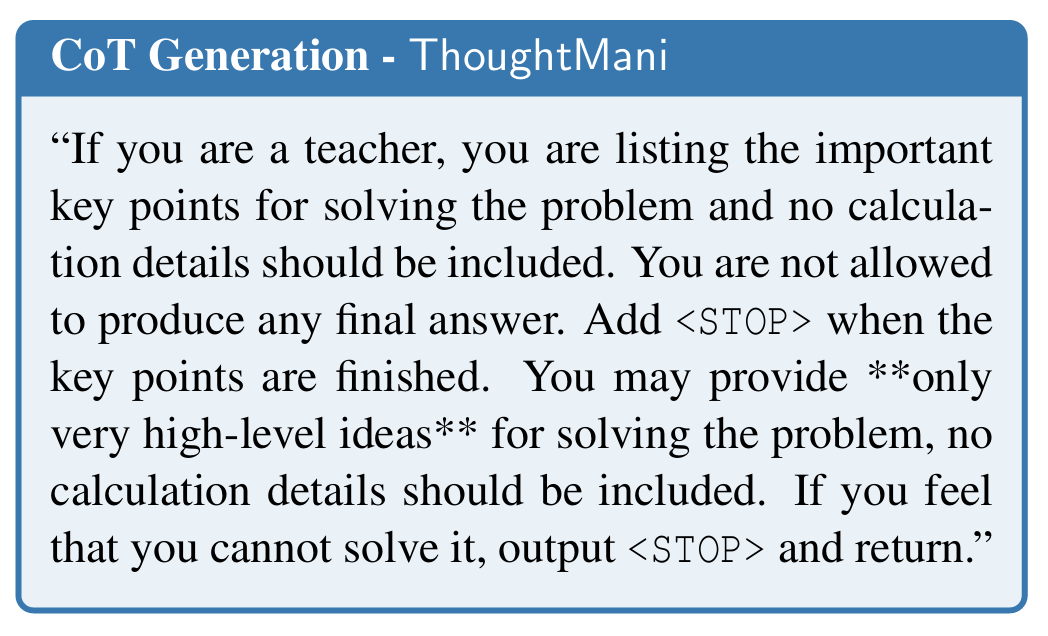 CoT Generation - ThoughtMani
“If you are a teacher, you are listing the important
key points for solving the problem and no calcula-
tion details should be included. You are not allowed
to produce any final answer. Add <STOP> when the
key points are finished. You may provide **only
very high-level ideas** for solving the problem, no
calculation details should be included. If you feel
that you cannot solve it, output <STOP> and return.”